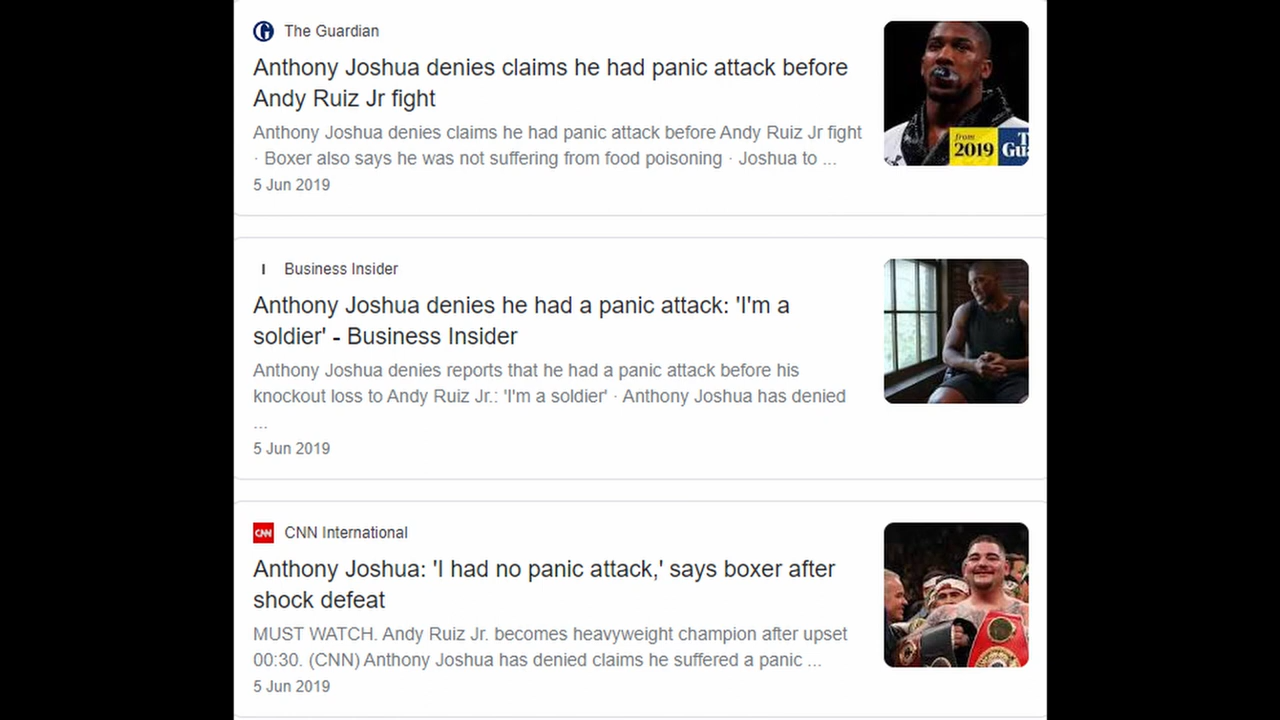 The Guardian
Anthony Joshua denies claims he had panic attack before
Andy Ruiz Jr fight
Anthony Joshua denies claims he had panic attack before Andy Ruiz Jr fight
· Boxer also says he was not suffering from food poisoning · Joshua to ...
5 Jun 2019
from
2019
I
Business Insider
Anthony Joshua denies he had a panic attack: 'I'm a
soldier' - Business Insider
Anthony Joshua denies reports that he had a panic attack before his
knockout loss to Andy Ruiz Jr.: 'I'm a soldier' · Anthony Joshua has denied
...
5 Jun 2019
CNN
CNN International
Anthony Joshua: 'I had no panic attack,' says boxer after
shock defeat
MUST WATCH. Andy Ruiz Jr. becomes heavyweight champion after upset
00:30. (CNN) Anthony Joshua has denied claims he suffered a panic ...
5 Jun 2019